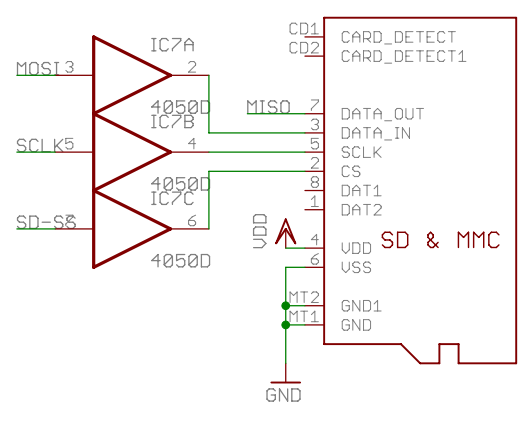 IC7A
MOSI 3 2
4050D
IC7B
SCLK 5 4
4050D
IC7C
SD-SS 6
4050D
CD1 CARD_DETECT
CD2 CARD_DETECT1
MISO 7 DATA_OUT
3 DATA_IN
5 SCLK
2 CS
8 DAT1
1 DAT2
VDD 4 VDD
6 VSS
SD & MMC
MT2 GND1
MT1 GND
GND